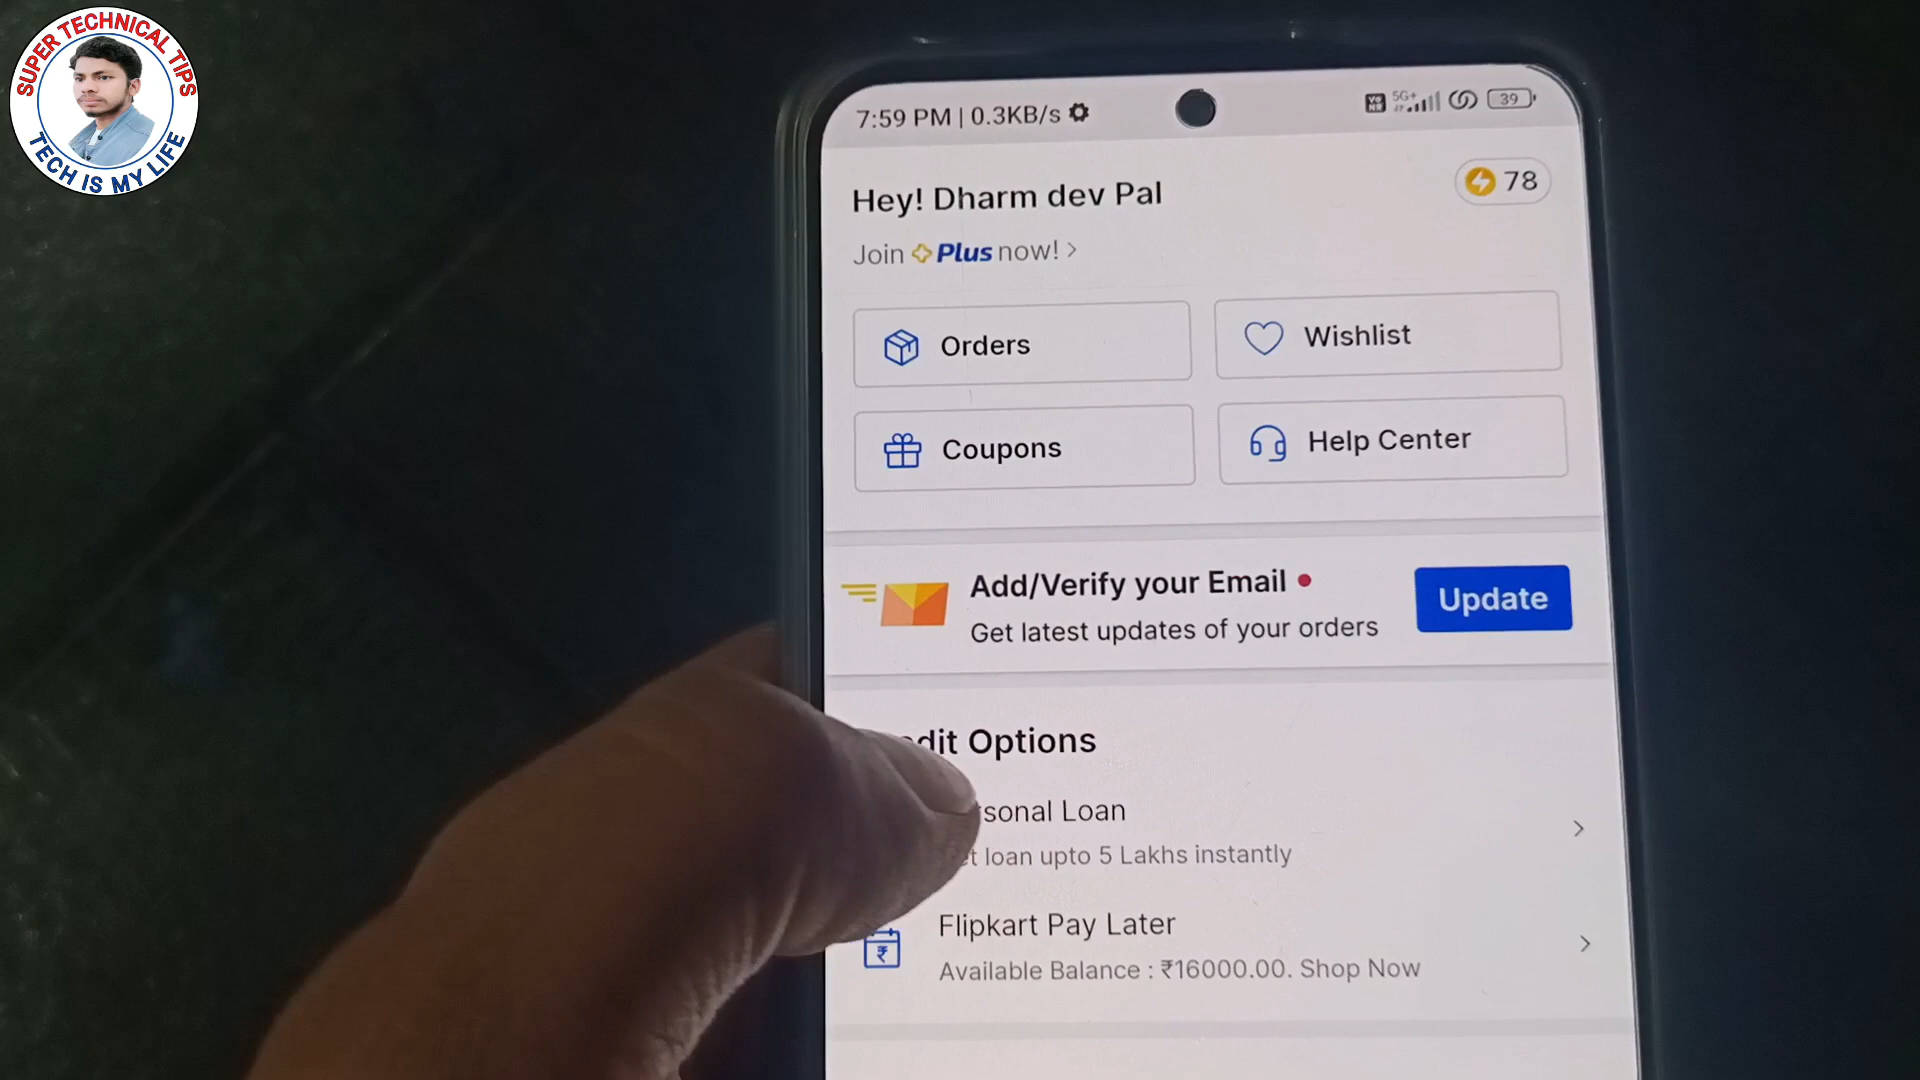 SUPER TECHNICAL TIPS
TECH IS MY LIFE
7:59 PM | 0.3KB/s
5G+
39
Hey! Dharm dev Pal
78
Join Plus now! >
Orders
Wishlist
Coupons
Help Center
Add/Verify your Email
Get latest updates of your orders
Update
Options
Loan
loan upto 5 Lakhs instantly
Flipkart Pay Later
Available Balance : ₹16000.00. Shop Now